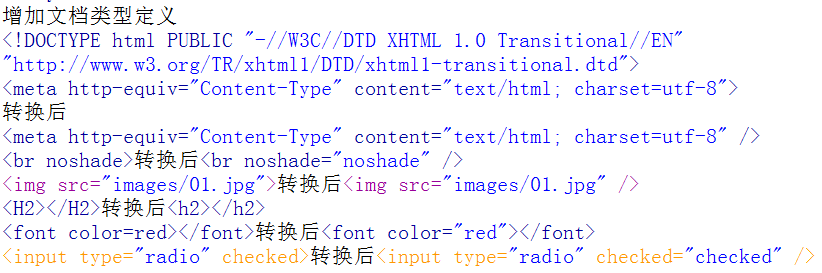 增加文档类型定义
<!DOCTYPE html PUBLIC "-//W3C//DTD XHTML 1.0 Transitional//EN"
"http://www.w3.org/TR/xhtml1/DTD/xhtml1-transitional.dtd">
<meta http-equiv="Content-Type" content="text/html; charset=utf-8">
转换后
<meta http-equiv="Content-Type" content="text/html; charset=utf-8" />
<br noshade>转换后<br noshade="noshade" />
<img src="images/01.jpg">转换后<img src="images/01.jpg" />
<H2></H2>转换后<h2></h2>
<font color=red></font>转换后<font color="red"></font>
<input type="radio" checked>转换后<input type="radio" checked="checked" />